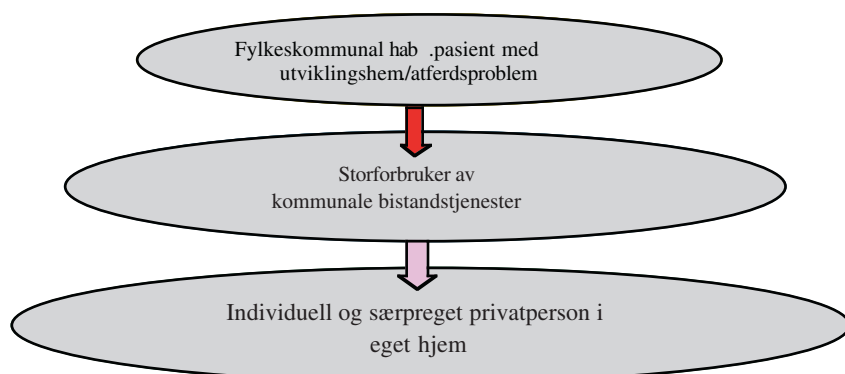 Fylkeskommunal hab .pasient med
utviklingshem/atferdsproblem
Storforbruker av
kommunale bistandstjenester
Individuell og særpreget privatperson i
eget hjem